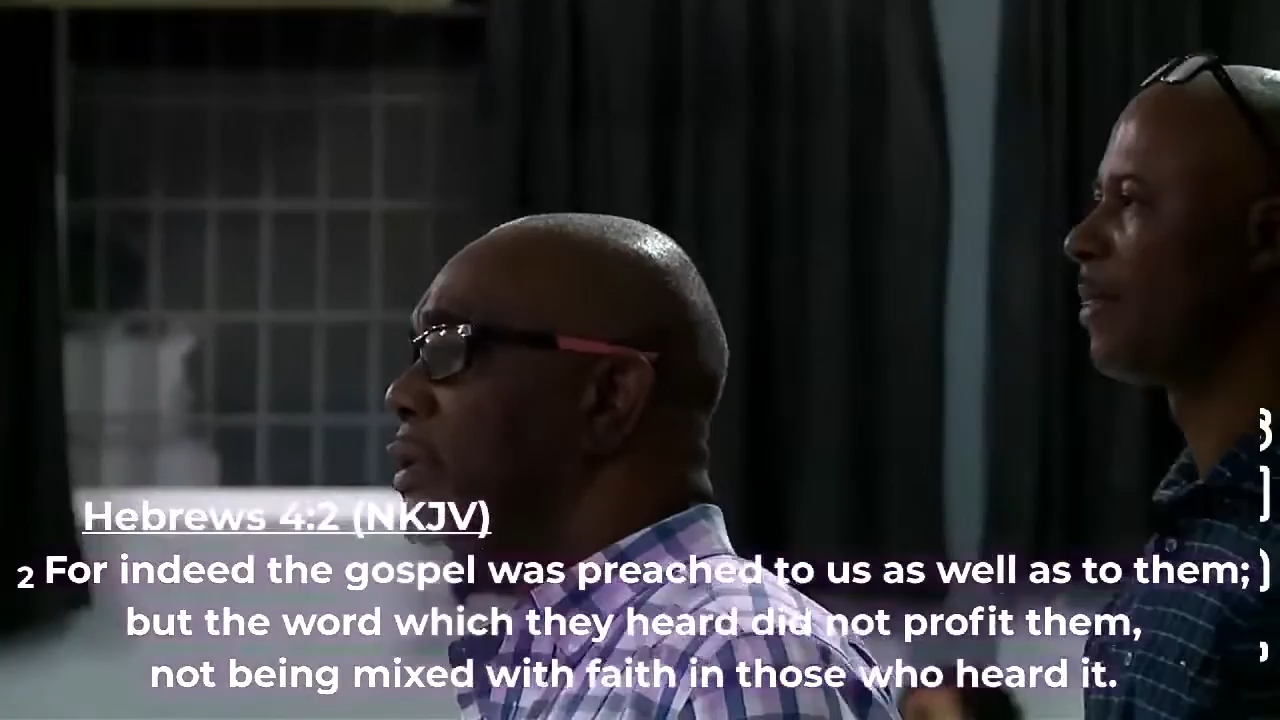 Hebrews 4:2 (NKJV)
2 For indeed the gospel was preached to us as well as to them;
but the word which they heard did not profit them,
not being mixed with faith in those who heard it.